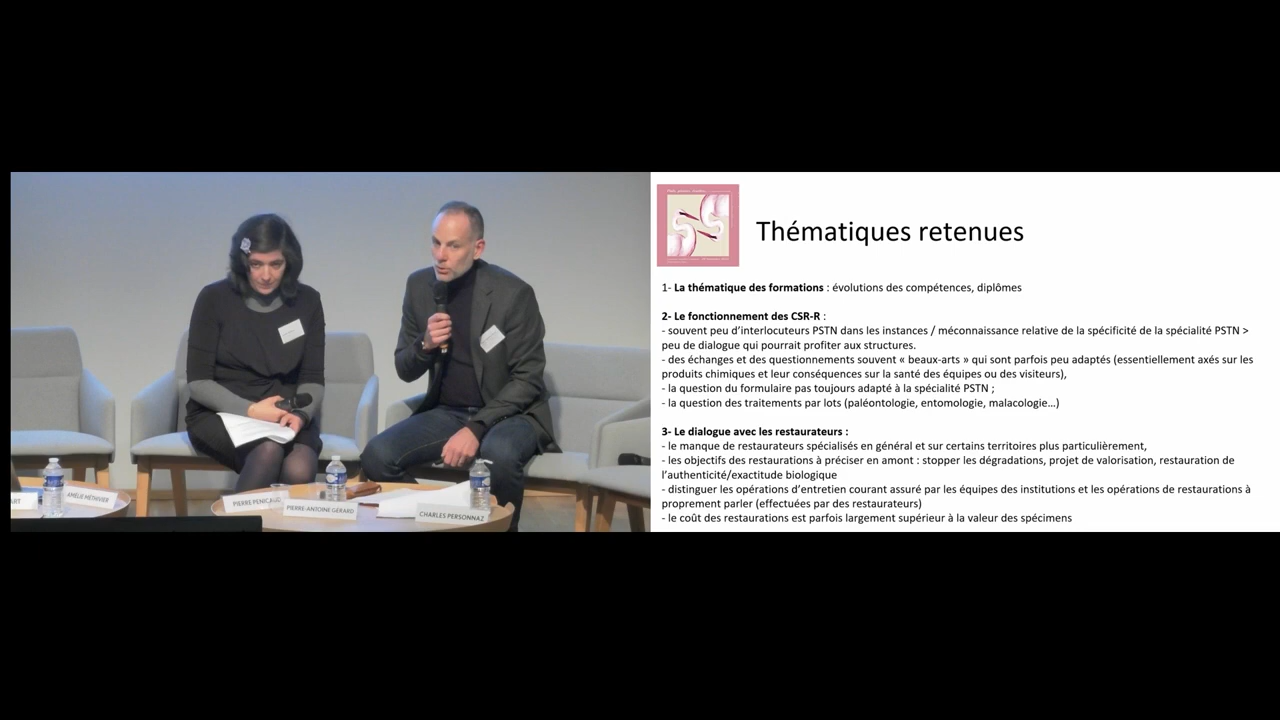 ART
AMÉLIE MÉTHIVIER
PIERRE PENICAUD
PIERRE-ANTOINE GÉRARD
CHARLES PERSONNAZ
Thématiques retenues
1- La thématique des formations : évolutions des compétences, diplômes
2- Le fonctionnement des CSR-R :
- souvent peu d’interlocuteurs PSTN dans les instances / méconnaissance relative de la spécificité de la spécialité PSTN >
peu de dialogue qui pourrait profiter aux structures.
- des échanges et des questionnements souvent « beaux-arts » qui sont parfois peu adaptés (essentiellement axés sur les
produits chimiques et leur conséquences sur la santé des équipes ou des visiteurs),
- la question du formulaire pas toujours adapté à la spécialité PSTN ;
- la question des traitements par lots (paléontologie, entomologie, malacologie…)
3- Le dialogue avec les restaurateurs :
- le manque de restaurateurs spécialisés en général et sur certains territoires plus particulièrement,
- les objectifs des restaurations à préciser en amont : stopper les dégradations, projet de valorisation, restauration de
l’authenticité/exactitude biologique
- distinguer les opérations d’entretien courant assuré par les équipes des institutions et les opérations de restaurations à
proprement parler (effectuées par des restaurateurs)
- le coût des restaurations est parfois largement supérieur à la valeur des spécimens